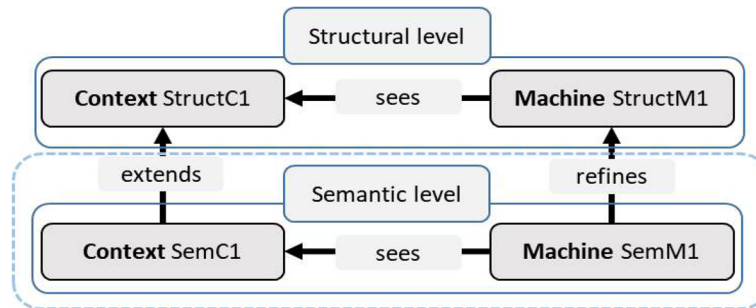 Structural level
Context StructC1
sees
Machine StructM1
extends
refines
Semantic level
Context SemC1
sees
Machine SemM1